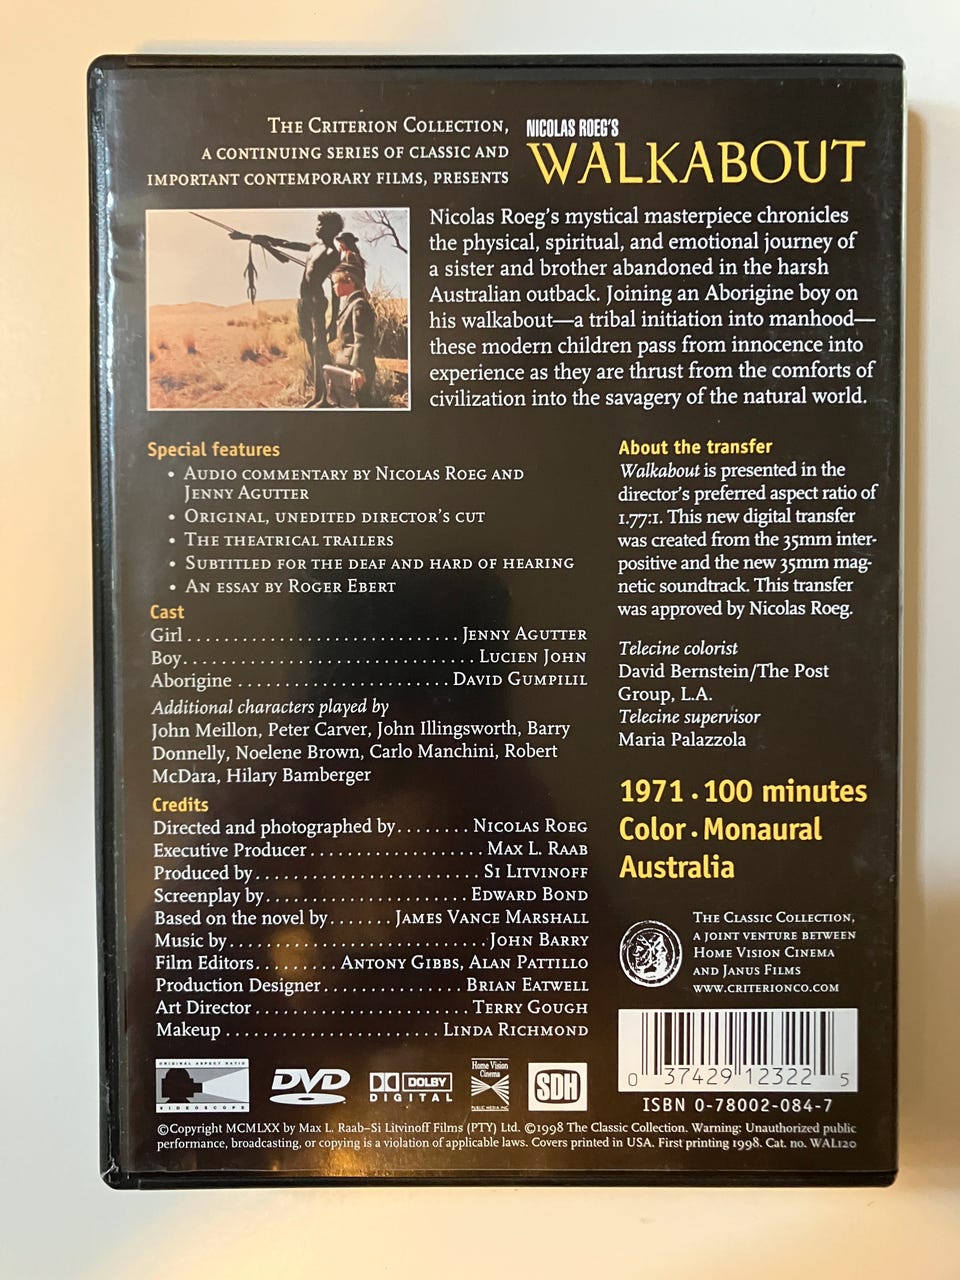 The Criterion Collection,
a continuing series of classic and
important contemporary films, presents
NICOLAS ROEG'S
WALKABOUT
Nicolas Roeg's mystical masterpiece chronicles
the physical, spiritual, and emotional journey of
a sister and brother abandoned in the harsh
Australian outback. Joining an Aborigine boy on
his walkabout—a tribal initiation into manhood—
these modern children pass from innocence into
experience as they are thrust from the comforts of
civilization into the savagery of the natural world.
Special features
• Audio commentary by Nicolas Roeg and
Jenny Agutter
• Original, unedited director's cut
• The theatrical trailers
• Subtitled for the deaf and hard of hearing
• An essay by Roger Ebert
Cast
Girl.............................Jenny Agutter
Boy................................Lucien John
Aborigine .......................David Gumpilil
Additional characters played by
John Meillon, Peter Carver, John Illingsworth, Barry
Donnelly, Noelene Brown, Carlo Manchini, Robert
McDara, Hilary Bamberger
Credits
Directed and photographed by........Nicolas Roeg
Executive Producer...................Max L. Raab
Produced by.........................Si Litvinoff
Screenplay by.......................Edward Bond
Based on the novel by.......James Vance Marshall
Music by............................John Barry
Film Editors.........Antony Gibbs, Alan Pattillo
Production Designer...............Brian Eatwell
Art Director.......................Terry Gough
Makeup.......................Linda Richmond
About the transfer
Walkabout is presented in the
director's preferred aspect ratio of
1.77:1. This new digital transfer
was created from the 35mm inter-
positive and the new 35mm mag-
netic soundtrack. This transfer
was approved by Nicolas Roeg.
Telecine colorist
David Bernstein/The Post
Group, L.A.
Telecine supervisor
Maria Palazzola
1971 · 100 minutes
Color · Monaural
Australia
The Classic Collection,
a joint venture between
Home Vision Cinema
and Janus Films
www.criterionco.com
0 37429 12322 5
ISBN 0-78002-084-7
ORIGINAL ASPECT RATIO
VIDEOSCOPE
DVD
VIDEO
DOLBY
DIGITAL
Home Vision
Cinema
PUBLIC MEDIA INC
SDH
©Copyright MCMLXX by Max L. Raab–Si Litvinoff Films (PTY) Ltd. ©1998 The Classic Collection. Warning: Unauthorized public
performance, broadcasting, or copying is a violation of applicable laws. Covers printed in USA. First printing 1998. Cat. no. WAL120